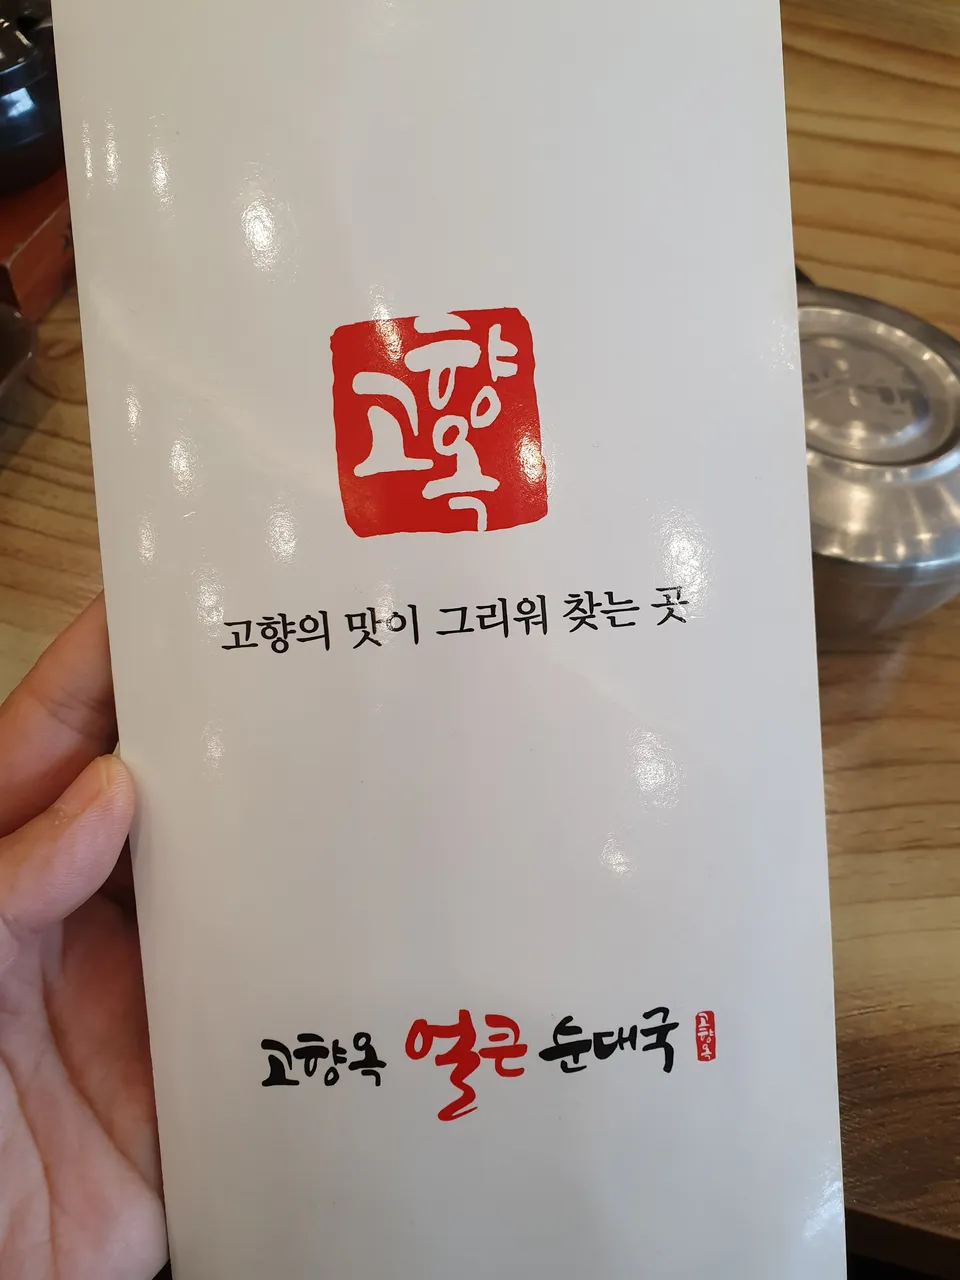 고향옥
고향의 맛이 그리워 찾는 곳
고향옥 얼큰 순대국 고향옥